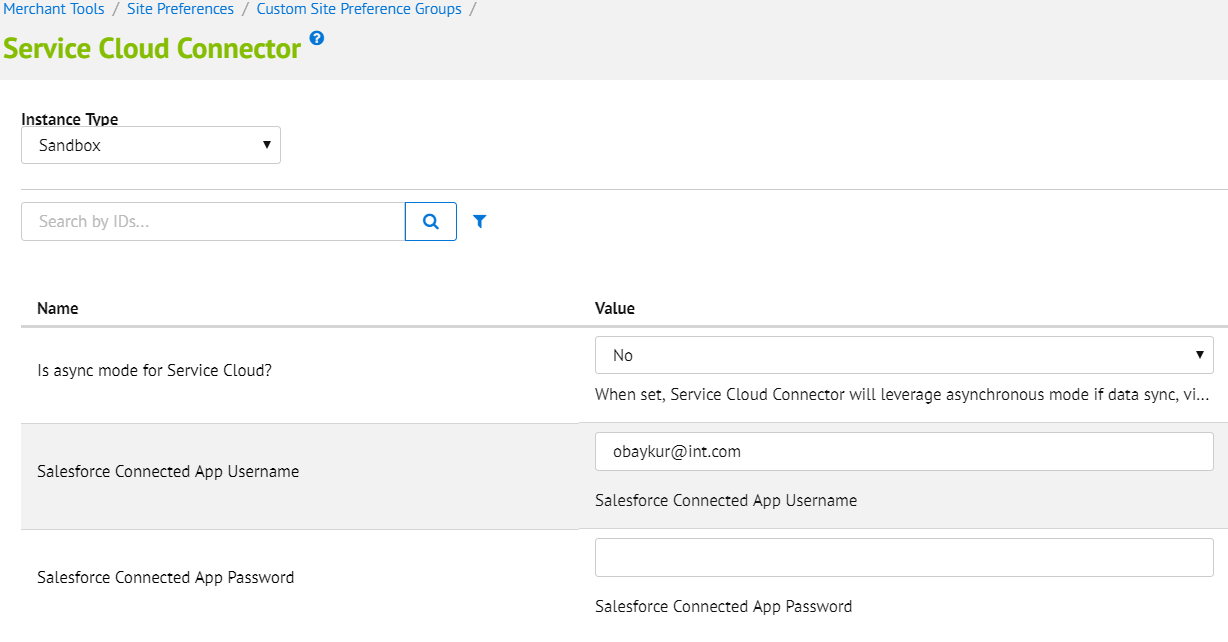 Merchant Tools / Site Preferences / Custom Site Preference Groups /
Service Cloud Connector ?
Instance Type
Sandbox
Search by IDs...
Name Value
Is async mode for Service Cloud? No
When set, Service Cloud Connector will leverage asynchronous mode if data sync, vi...
obaykur@int.com
Salesforce Connected App Username
Salesforce Connected App Username
Salesforce Connected App Password
Salesforce Connected App Password